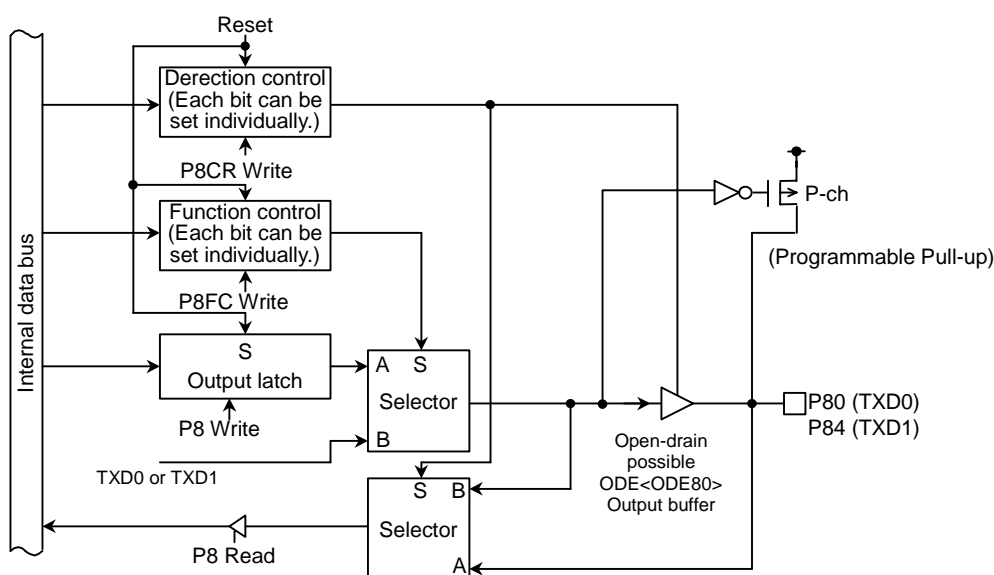 Reset
Derection control
(Each bit can be
set individually.)
P8CR Write
P-ch
Function control
(Each bit can be
set individually.)
(Programmable Pull-up)
P8FC Write
Internal data bus
S
Output latch
A S
Selector
B
P8 Write
P80 (TXD0)
P84 (TXD1)
TXD0 or TXD1
Open-drain
possible
ODE<ODE80>
Output buffer
S B
Selector
A
P8 Read